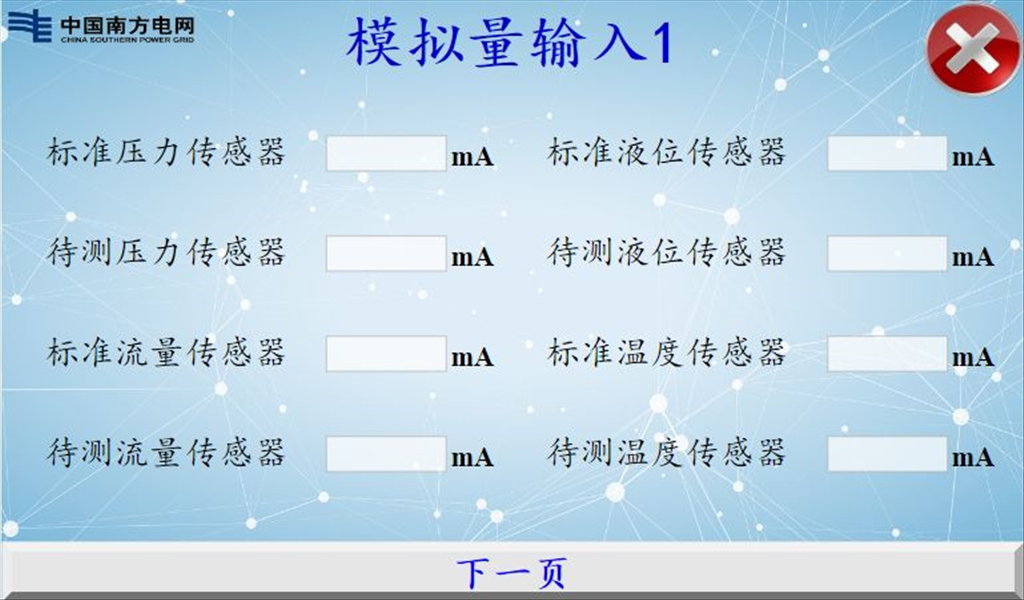 中国南方电网
CHINA SOUTHERN POWER GRID
模拟量输入1
标准压力传感器 mA 标准液位传感器 mA
待测压力传感器 mA 待测液位传感器 mA
标准流量传感器 mA 标准温度传感器 mA
待测流量传感器 mA 待测温度传感器 mA
下一页